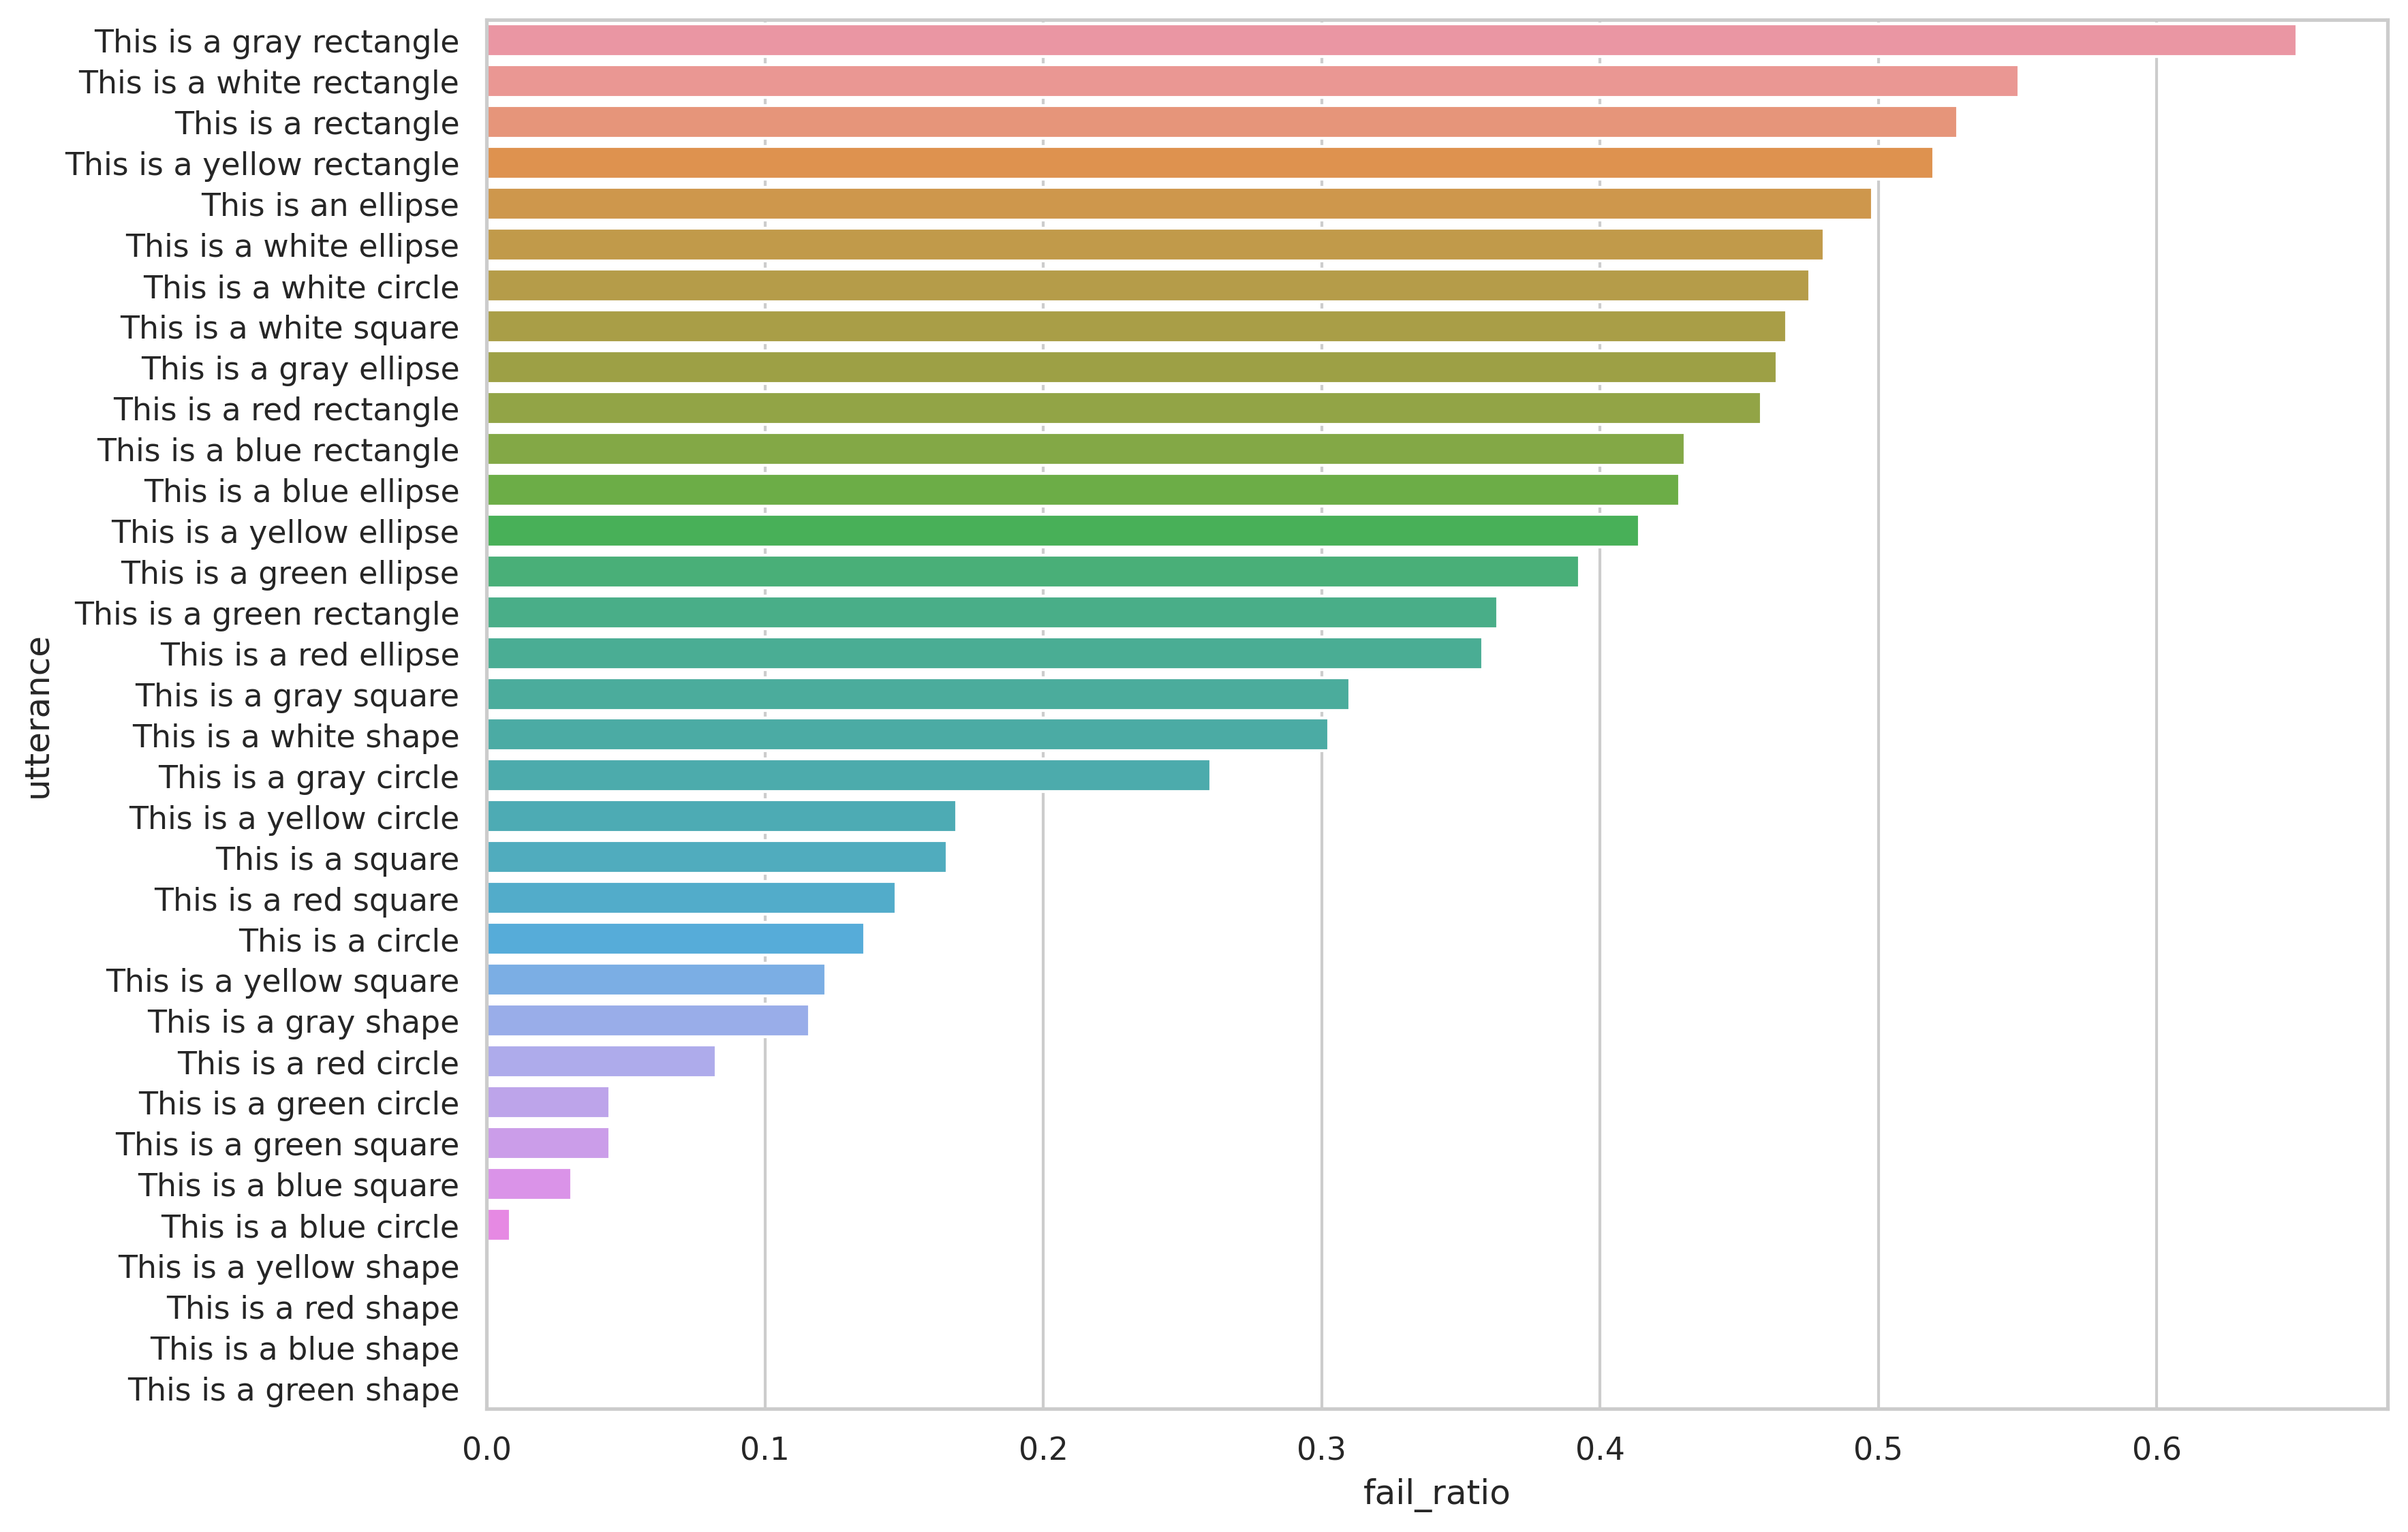 This is a gray rectangle
This is a white rectangle
This is a rectangle
This is a yellow rectangle
This is an ellipse
This is a white ellipse
This is a white circle
This is a white square
This is a gray ellipse
This is a red rectangle
This is a blue rectangle
This is a blue ellipse
This is a yellow ellipse
This is a green ellipse
This is a green rectangle
This is a red ellipse
This is a gray square
This is a white shape
This is a gray circle
This is a yellow circle
This is a square
This is a red square
This is a circle
This is a yellow square
This is a gray shape
This is a red circle
This is a green circle
This is a green square
This is a blue square
This is a blue circle
This is a yellow shape
This is a red shape
This is a blue shape
This is a green shape
utterance
0.0 0.1 0.2 0.3 0.4 0.5 0.6
fail_ratio